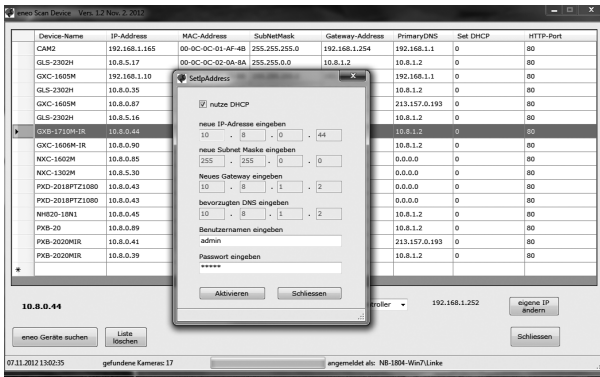 eneo Scan Device Vers. 1.2 Nov. 2. 2012
Device-Name IP-Address MAC-Address SubNetMask Gateway-Address PrimaryDNS Set DHCP HTTP-Port
CAM2 192.168.1.165 00-0C-0C-01-AF-4B 255.255.255.0 192.168.1.254 192.168.1.1 0 80
GLS-2302H 10.8.5.17 00-0C-0C-02-0A-8A 255.255.0.0 10.8.1.2 10.8.1.2 0 80
GXC-1605M 192.168.1.10 192.168.1.1 0 80
GLS-2302H 10.8.0.35 10.8.1.2 0 80
GXC-1605M 10.8.0.87 213.157.0.193 0 80
GLS-2302H 10.8.5.16 10.8.1.2 0 80
GXB-1710M-IR 10.8.0.44 10.8.1.2 0 80
GXC-1606M-IR 10.8.0.90 10.8.1.2 0 80
NXC-1602M 10.8.0.85 0.0.0.0 0 80
NXC-1302M 10.8.5.30 0.0.0.0 0 80
PXD-2018PTZ1080 10.8.0.43 0.0.0.0 0 80
PXD-2018PTZ1080 10.8.0.43 0.0.0.0 0 80
NH820-18N1 10.8.0.45 10.8.1.2 0 80
PXB-20 10.8.0.89 10.8.1.2 0 80
PXB-2020MIR 10.8.0.41 213.157.0.193 0 80
PXB-2020MIR 10.8.0.39 10.8.1.2 0 80
SetIpAddress
nutze DHCP
neue IP-Adresse eingeben
10 . 8 . 0 . 44
neue Subnet Maske eingeben
255 . 255 . 0 . 0
Neues Gateway eingeben
10 . 8 . 1 . 2
bevorzugten DNS eingeben
10 . 8 . 1 . 2
Benutzernamen eingeben
admin
Passwort eingeben
*****
Aktivieren Schliessen
10.8.0.44 troller 192.168.1.252 eigene IP ändern
eneo Geräte suchen Liste löschen Schliessen
07.11.2012 13:02:35 gefundene Kameras: 17 angemeldet als: NB-1804-Win7\Linke